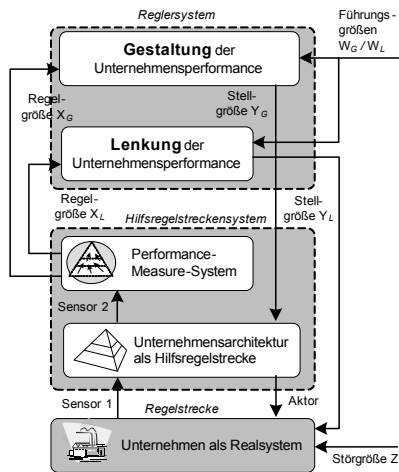 Reglersystem
Führungs-
größen
W_G / W_L
Gestaltung der
Unternehmensperformance
Regel-
größe X_G
Stell-
größe Y_G
Lenkung der
Unternehmensperformance
Regel-
größe X_L
Stell-
größe Y_L
Hilfsregelstreckensystem
Performance-
Measure-System
Sensor 2
Unternehmensarchitektur
als Hilfsregelstrecke
Sensor 1
Aktor
Regelstrecke
Unternehmen als Realsystem
Störgröße Z